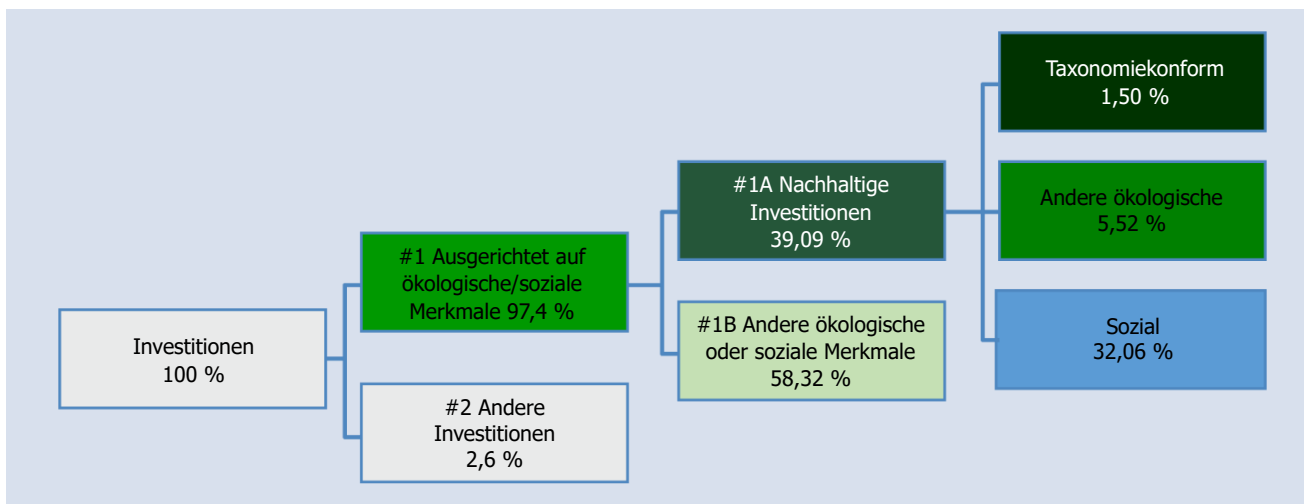 Investitionen
100 %
#1 Ausgerichtet auf
ökologische/soziale
Merkmale 97,4 %
#2 Andere
Investitionen
2,6 %
#1A Nachhaltige
Investitionen
39,09 %
#1B Andere ökologische
oder soziale Merkmale
58,32 %
Taxonomiekonform
1,50 %
Andere ökologische
5,52 %
Sozial
32,06 %